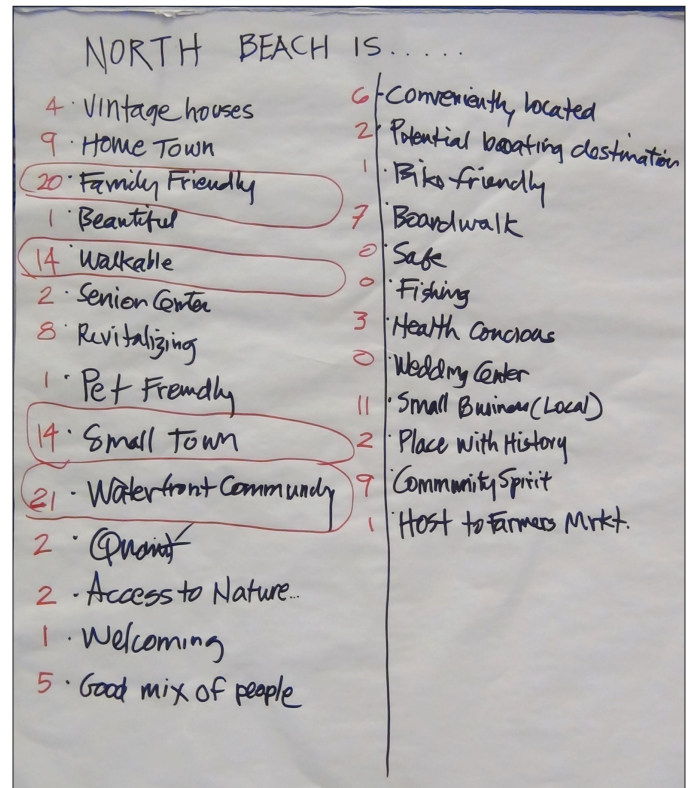 NORTH BEACH IS.....
4 · Vintage houses
9 · Home Town
20 · Family Friendly
1 · Beautiful
14 · Walkable
2 · Senior Center
8 · Revitalizing
1 · Pet Friendly
14 · Small Town
21 · Waterfront Community
2 · Quaint
2 · Access to Nature...
1 · Welcoming
5 · Good mix of people
6 · Conveniently located
2 · Potential boating destination
1 · Bike friendly
7 · Boardwalk
0 · Safe
0 · Fishing
3 · Health Concious
0 · Wedding Center
11 · Small Business (Local)
2 · Place with History
9 · Community Spirit
1 · Host to Farmers Mrkt.